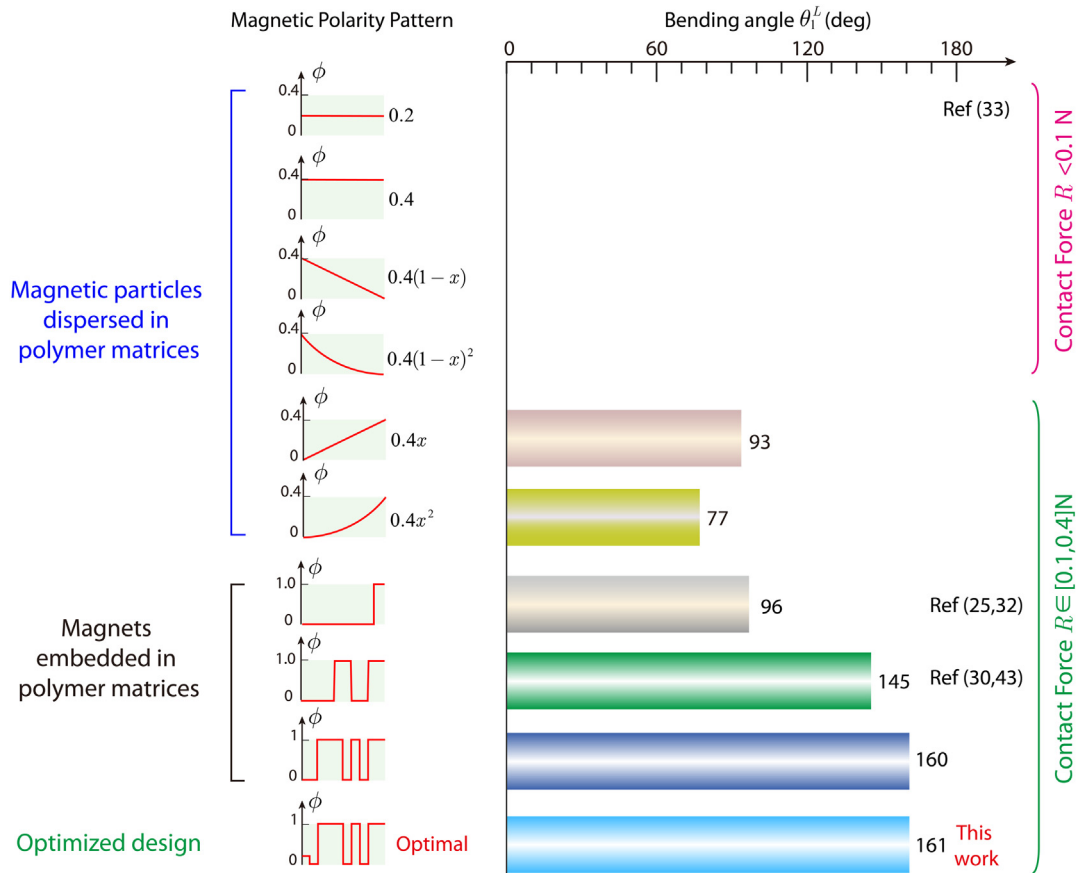 Magnetic Polarity Pattern
Bending angle θ₁ᴸ (deg)
0 60 120 180
Magnetic particles
dispersed in
polymer matrices
ϕ
0.4
0
0.2
Ref (33)
ϕ
0.4
0
0.4
ϕ
0.4
0
0.4(1 − x)
ϕ
0.4
0
0.4(1 − x)²
Contact Force R <0.1 N
ϕ
0.4
0
0.4x
93
ϕ
0.4
0
0.4x²
77
Magnets
embedded in
polymer matrices
ϕ
1.0
0
96
Ref (25,32)
ϕ
1.0
0
145
Ref (30,43)
ϕ
1
0
160
Optimized design
ϕ
1
0
Optimal
161
This
work
Contact Force R ∈ [0.1,0.4]N